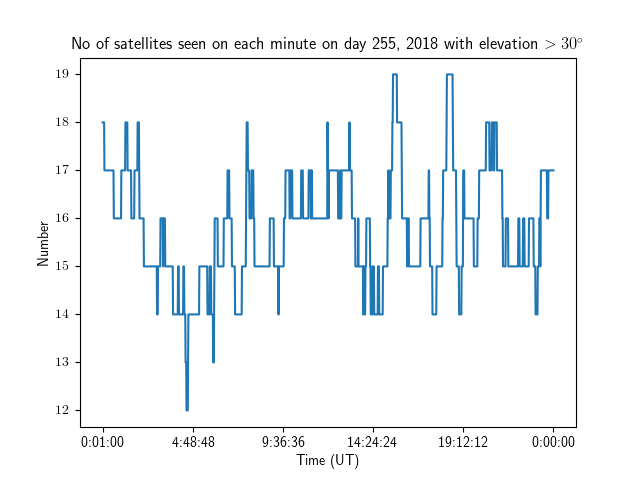 No of satellites seen on each minute on day 255, 2018 with elevation > 30°
19
18
17
16
15
14
13
12
Number
0:01:00 4:48:48 9:36:36 14:24:24 19:12:12 0:00:00
Time (UT)